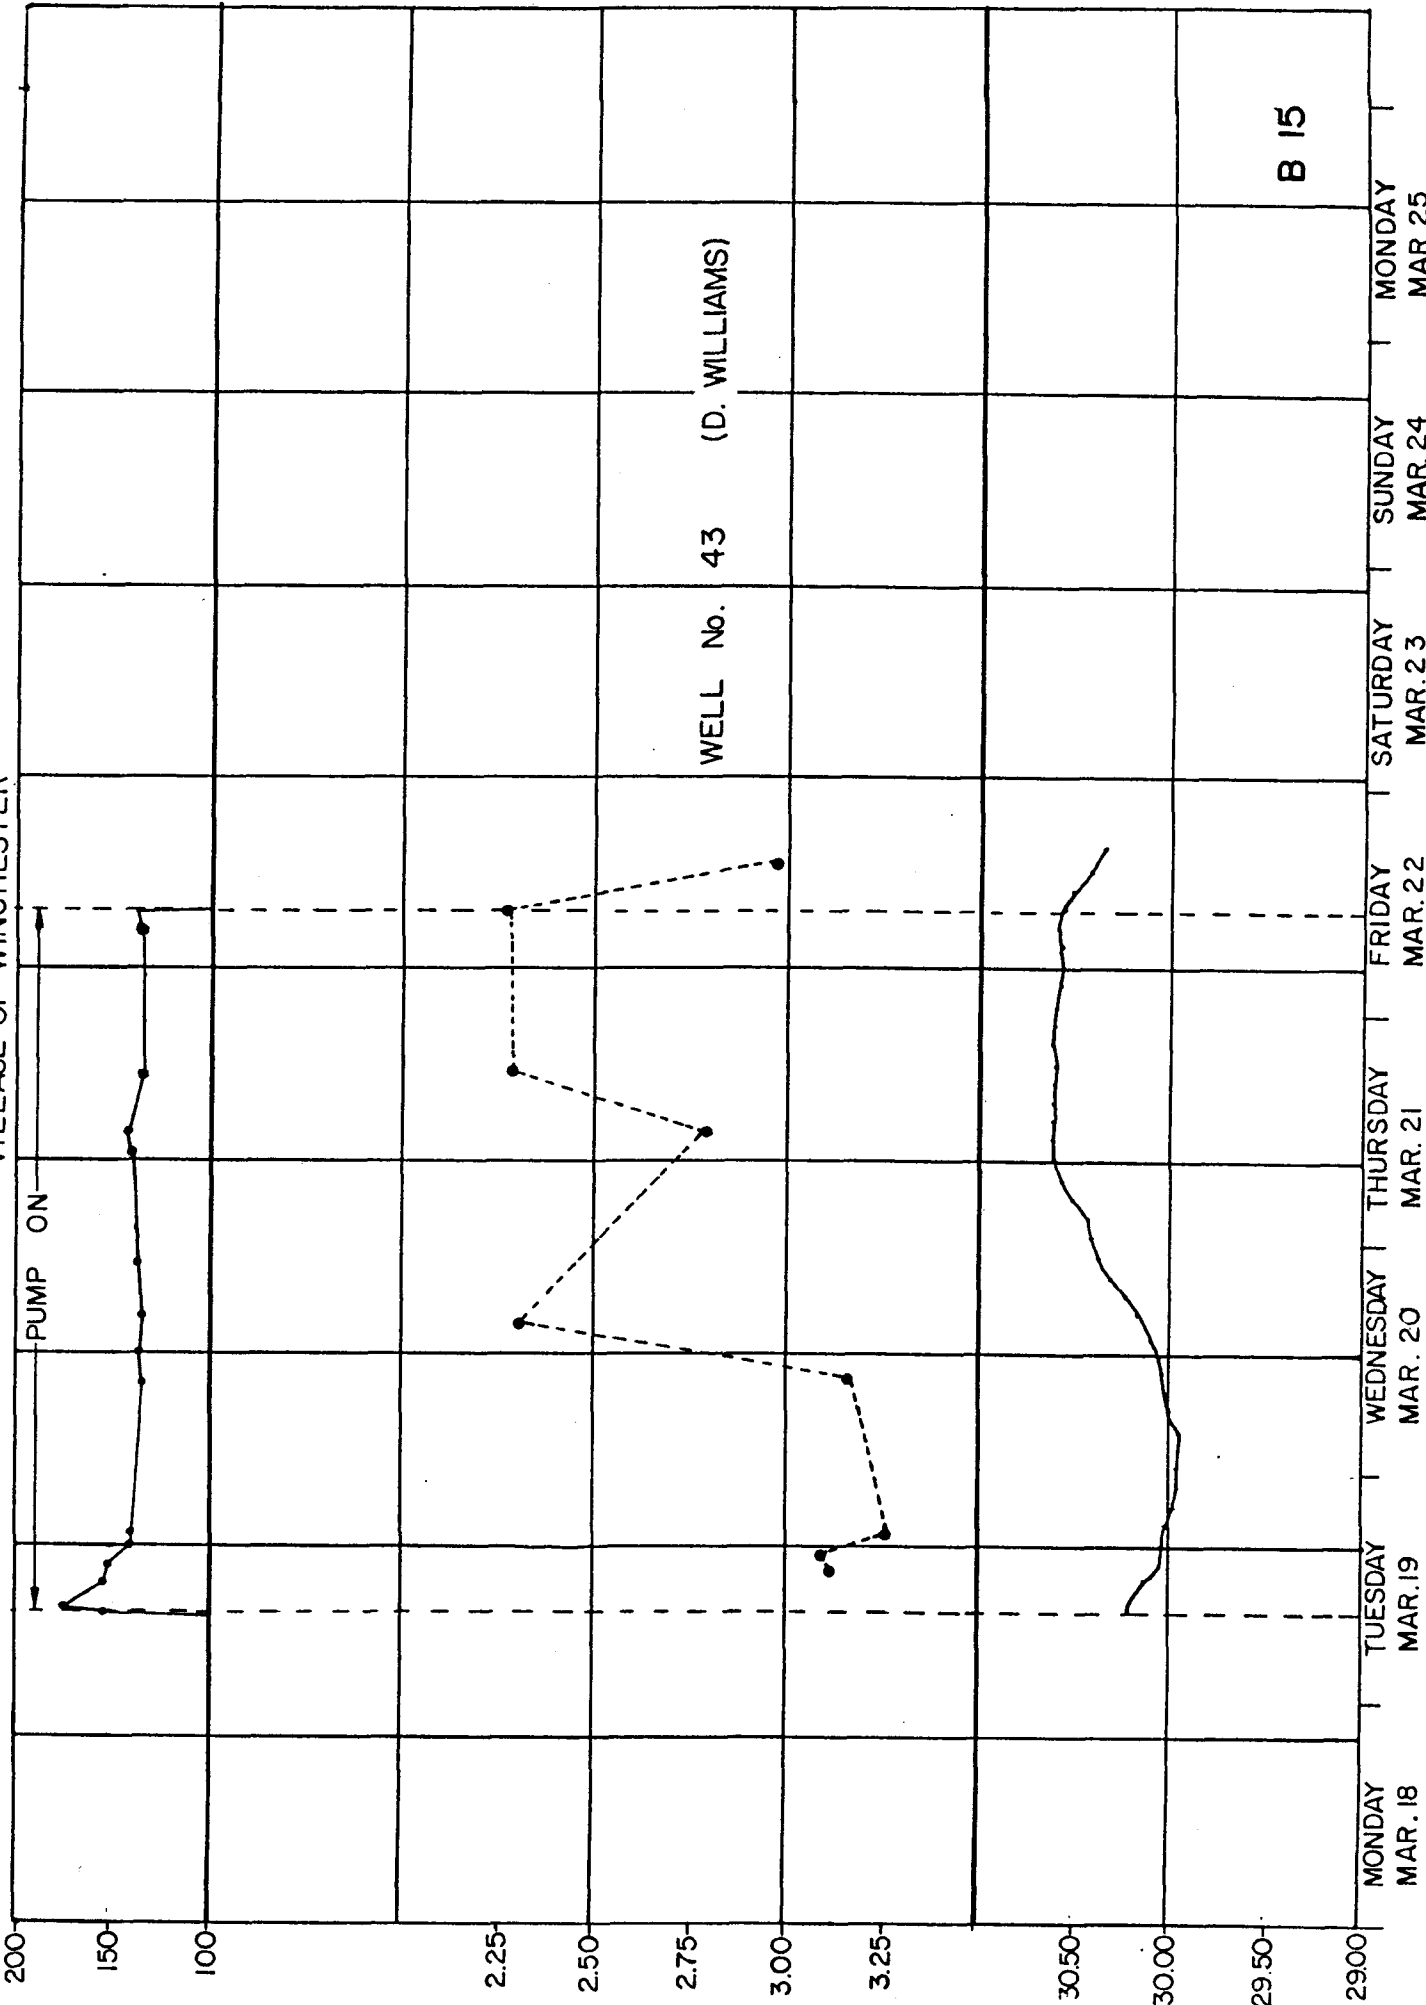 VILLAGE OF WINCHESTER
PUMP ON
200
150
100
2.25
2.50
2.75
3.00
3.25
30.50
30.00
29.50
29.00
WELL No. 43 (D. WILLIAMS)
B 15
MONDAY TUESDAY WEDNESDAY THURSDAY FRIDAY SATURDAY SUNDAY MONDAY
MAR. 18 MAR. 19 MAR. 20 MAR. 21 MAR. 22 MAR. 23 MAR. 24 MAR. 25